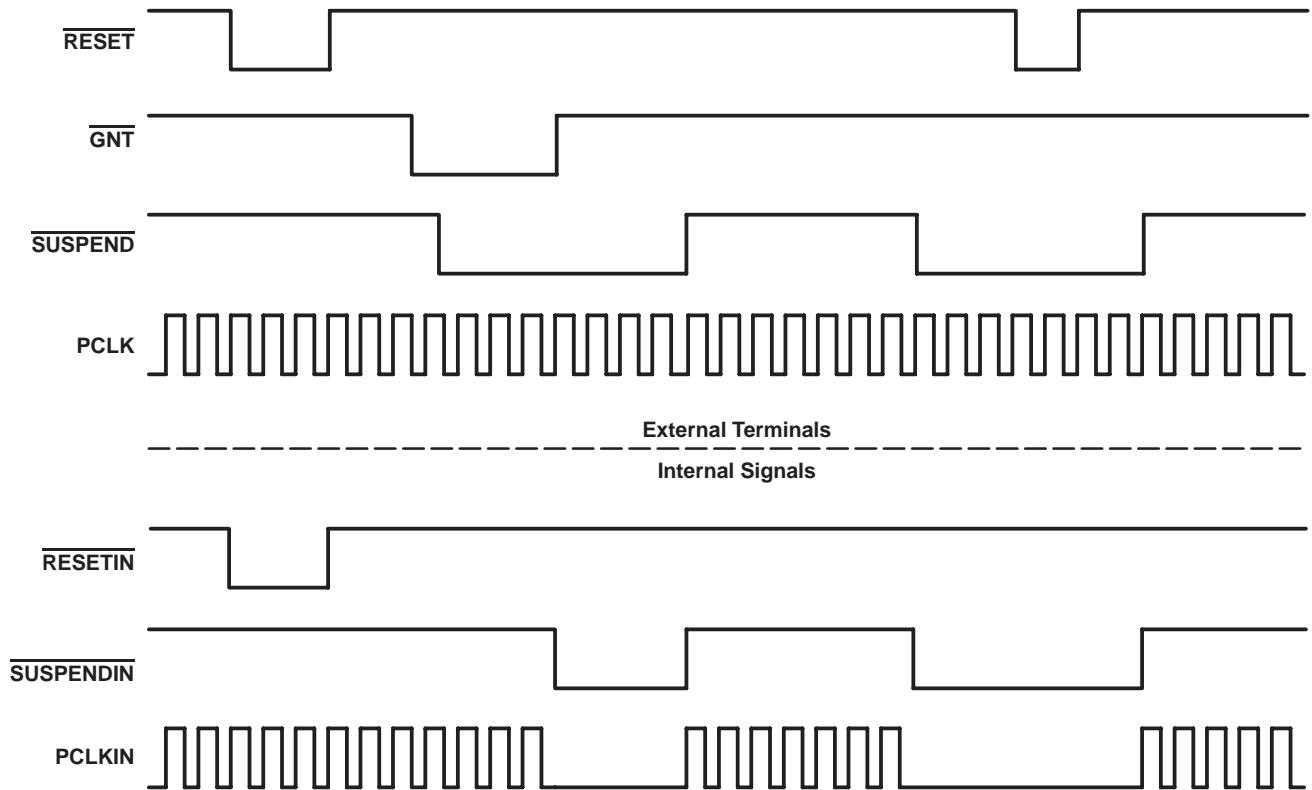 RESET
GNT
SUSPEND
PCLK
External Terminals
Internal Signals
RESETIN
SUSPENDIN
PCLKIN